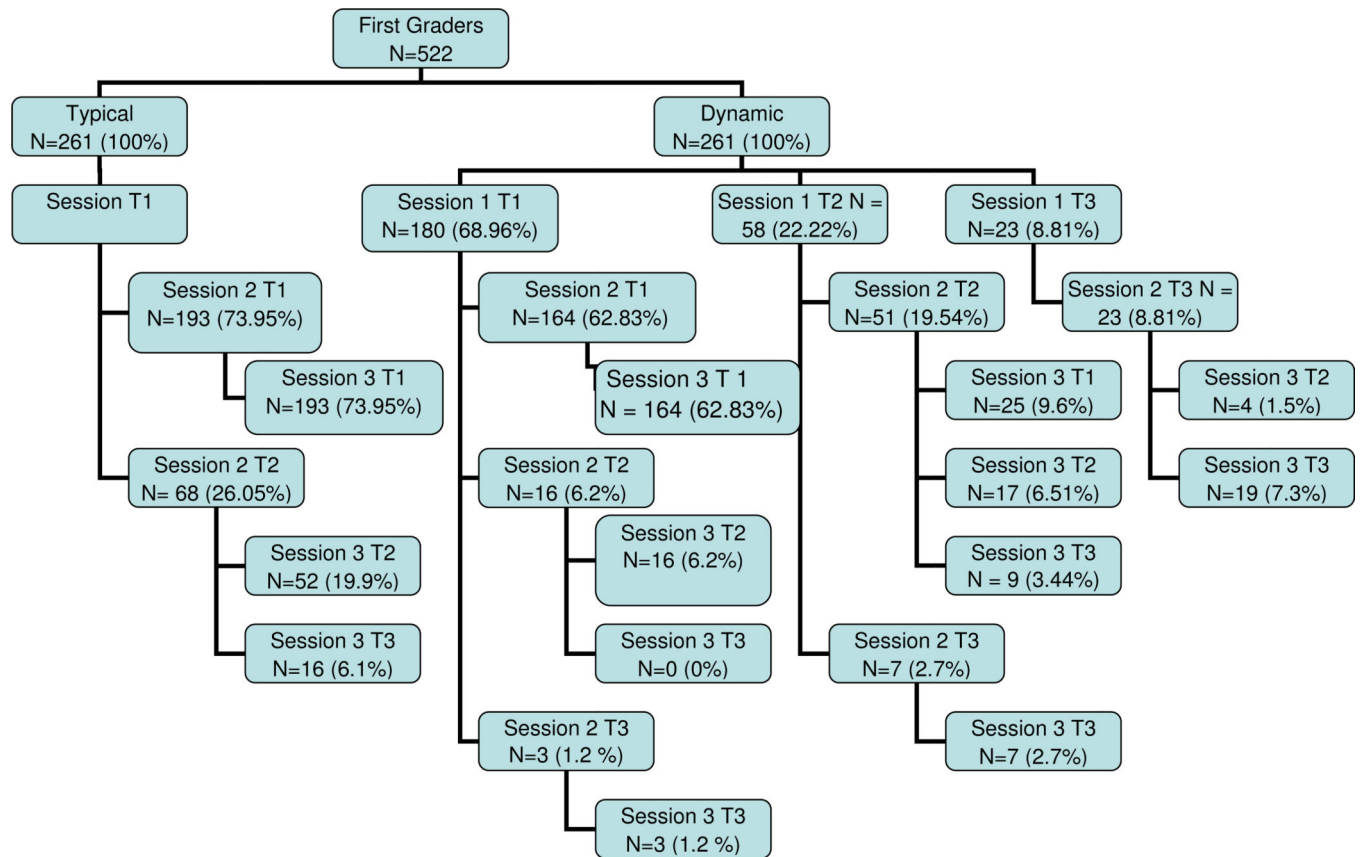 First Graders
N=522
Typical
N=261 (100%)
Dynamic
N=261 (100%)
Session T1
Session 1 T1
N=180 (68.96%)
Session 1 T2 N =
58 (22.22%)
Session 1 T3
N=23 (8.81%)
Session 2 T1
N=193 (73.95%)
Session 3 T1
N=193 (73.95%)
Session 2 T2
N= 68 (26.05%)
Session 3 T2
N=52 (19.9%)
Session 3 T3
N=16 (6.1%)
Session 2 T1
N=164 (62.83%)
Session 3 T 1
N = 164 (62.83%)
Session 2 T2
N=16 (6.2%)
Session 3 T2
N=16 (6.2%)
Session 3 T3
N=0 (0%)
Session 2 T3
N=3 (1.2 %)
Session 3 T3
N=3 (1.2 %)
Session 2 T2
N=51 (19.54%)
Session 3 T1
N=25 (9.6%)
Session 3 T2
N=17 (6.51%)
Session 3 T3
N = 9 (3.44%)
Session 2 T3
N=7 (2.7%)
Session 3 T3
N=7 (2.7%)
Session 2 T3 N =
23 (8.81%)
Session 3 T2
N=4 (1.5%)
Session 3 T3
N=19 (7.3%)